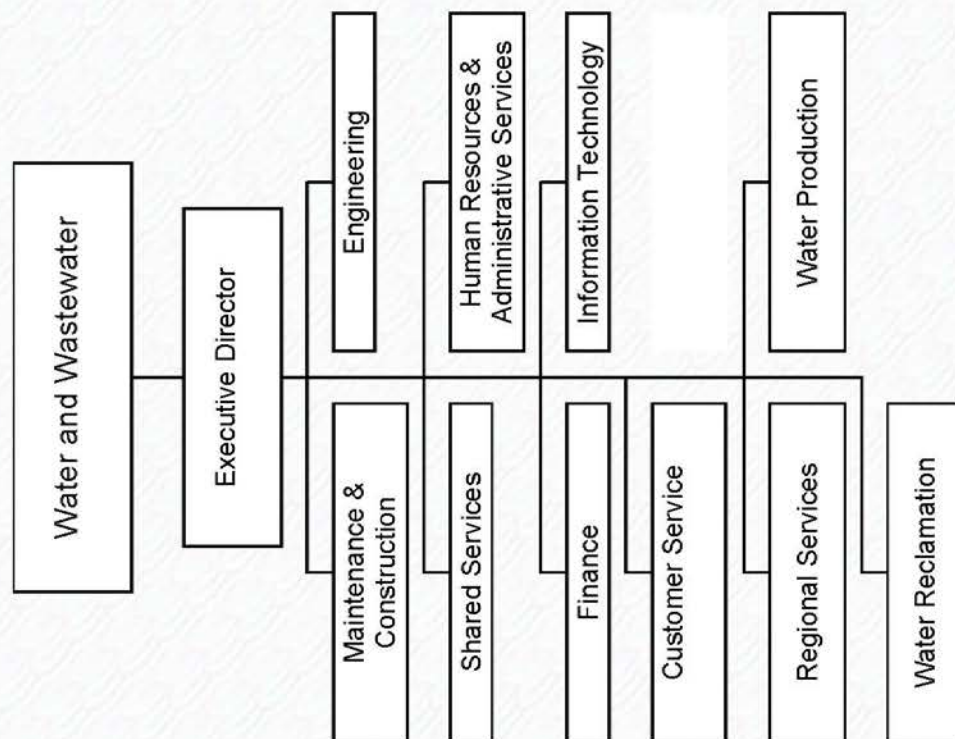 Water and Wastewater
Executive Director
Maintenance &
Construction
Engineering
Shared Services
Human Resources &
Administrative Services
Finance
Information Technology
Customer Service
Regional Services
Water Production
Water Reclamation